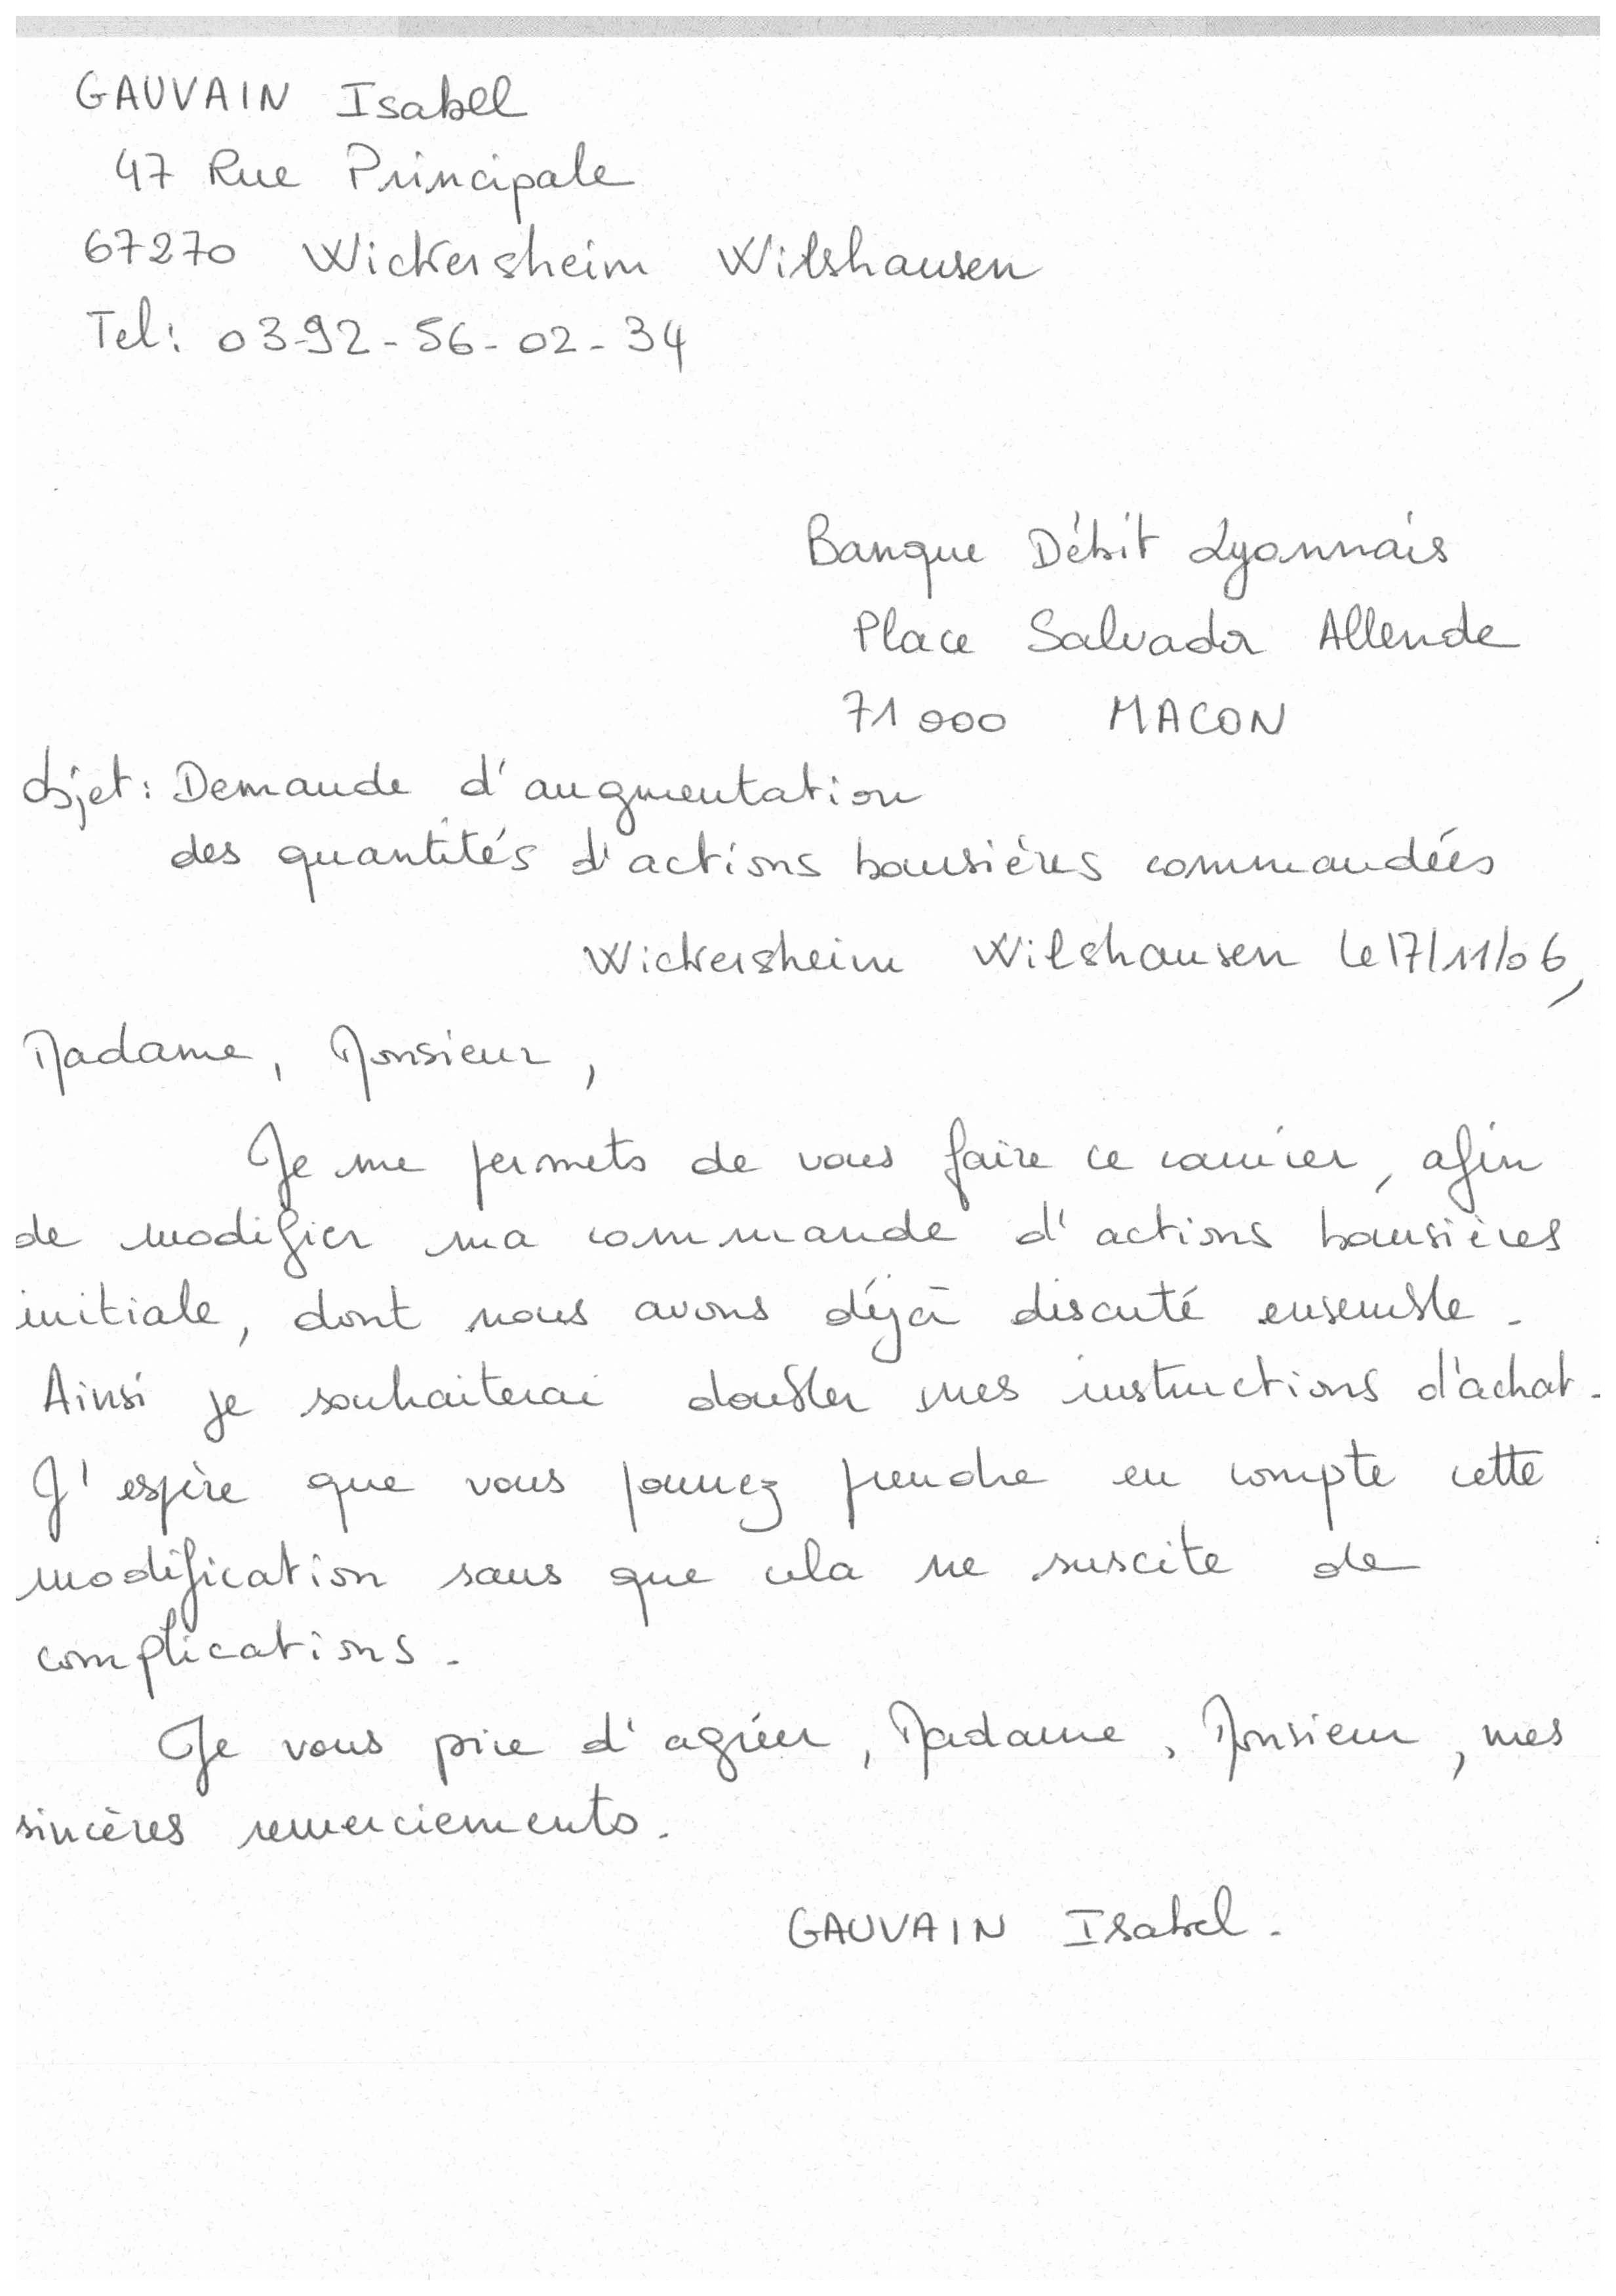 GAUVAIN Isabel
47 Rue Principale
67270 Wickersheim Wilshausen
Tel: 03-92-56-02-34
Banque Débit Lyonnais
Place Salvador Allende
71000 MACON
Objet: Demande d'augmentation
des quantités d'actions boursières commandées
Wickersheim Wilshausen le 17/11/06,
Madame, Monsieur,
Je me permets de vous faire ce courrier, afin
de modifier ma commande d'actions boursières
initiale, dont nous avons déjà discuté ensemble.
Ainsi je souhaiterai doubler mes instructions d'achat.
J'espère que vous pourrez prendre en compte cette
modification sans que cela ne suscite de
complications.
Je vous prie d'agréer, Madame, Monsieur, mes
sincères remerciements.
GAUVAIN Isabel.